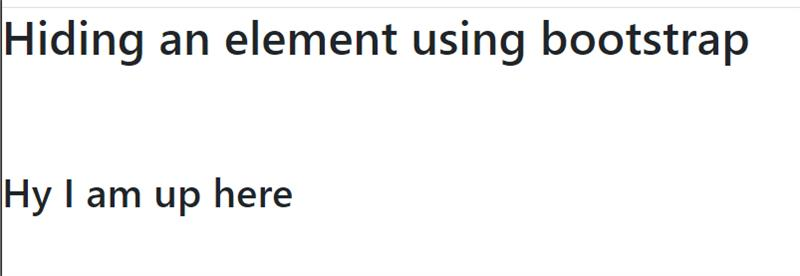 Hiding an element using bootstrap
Hy I am up here